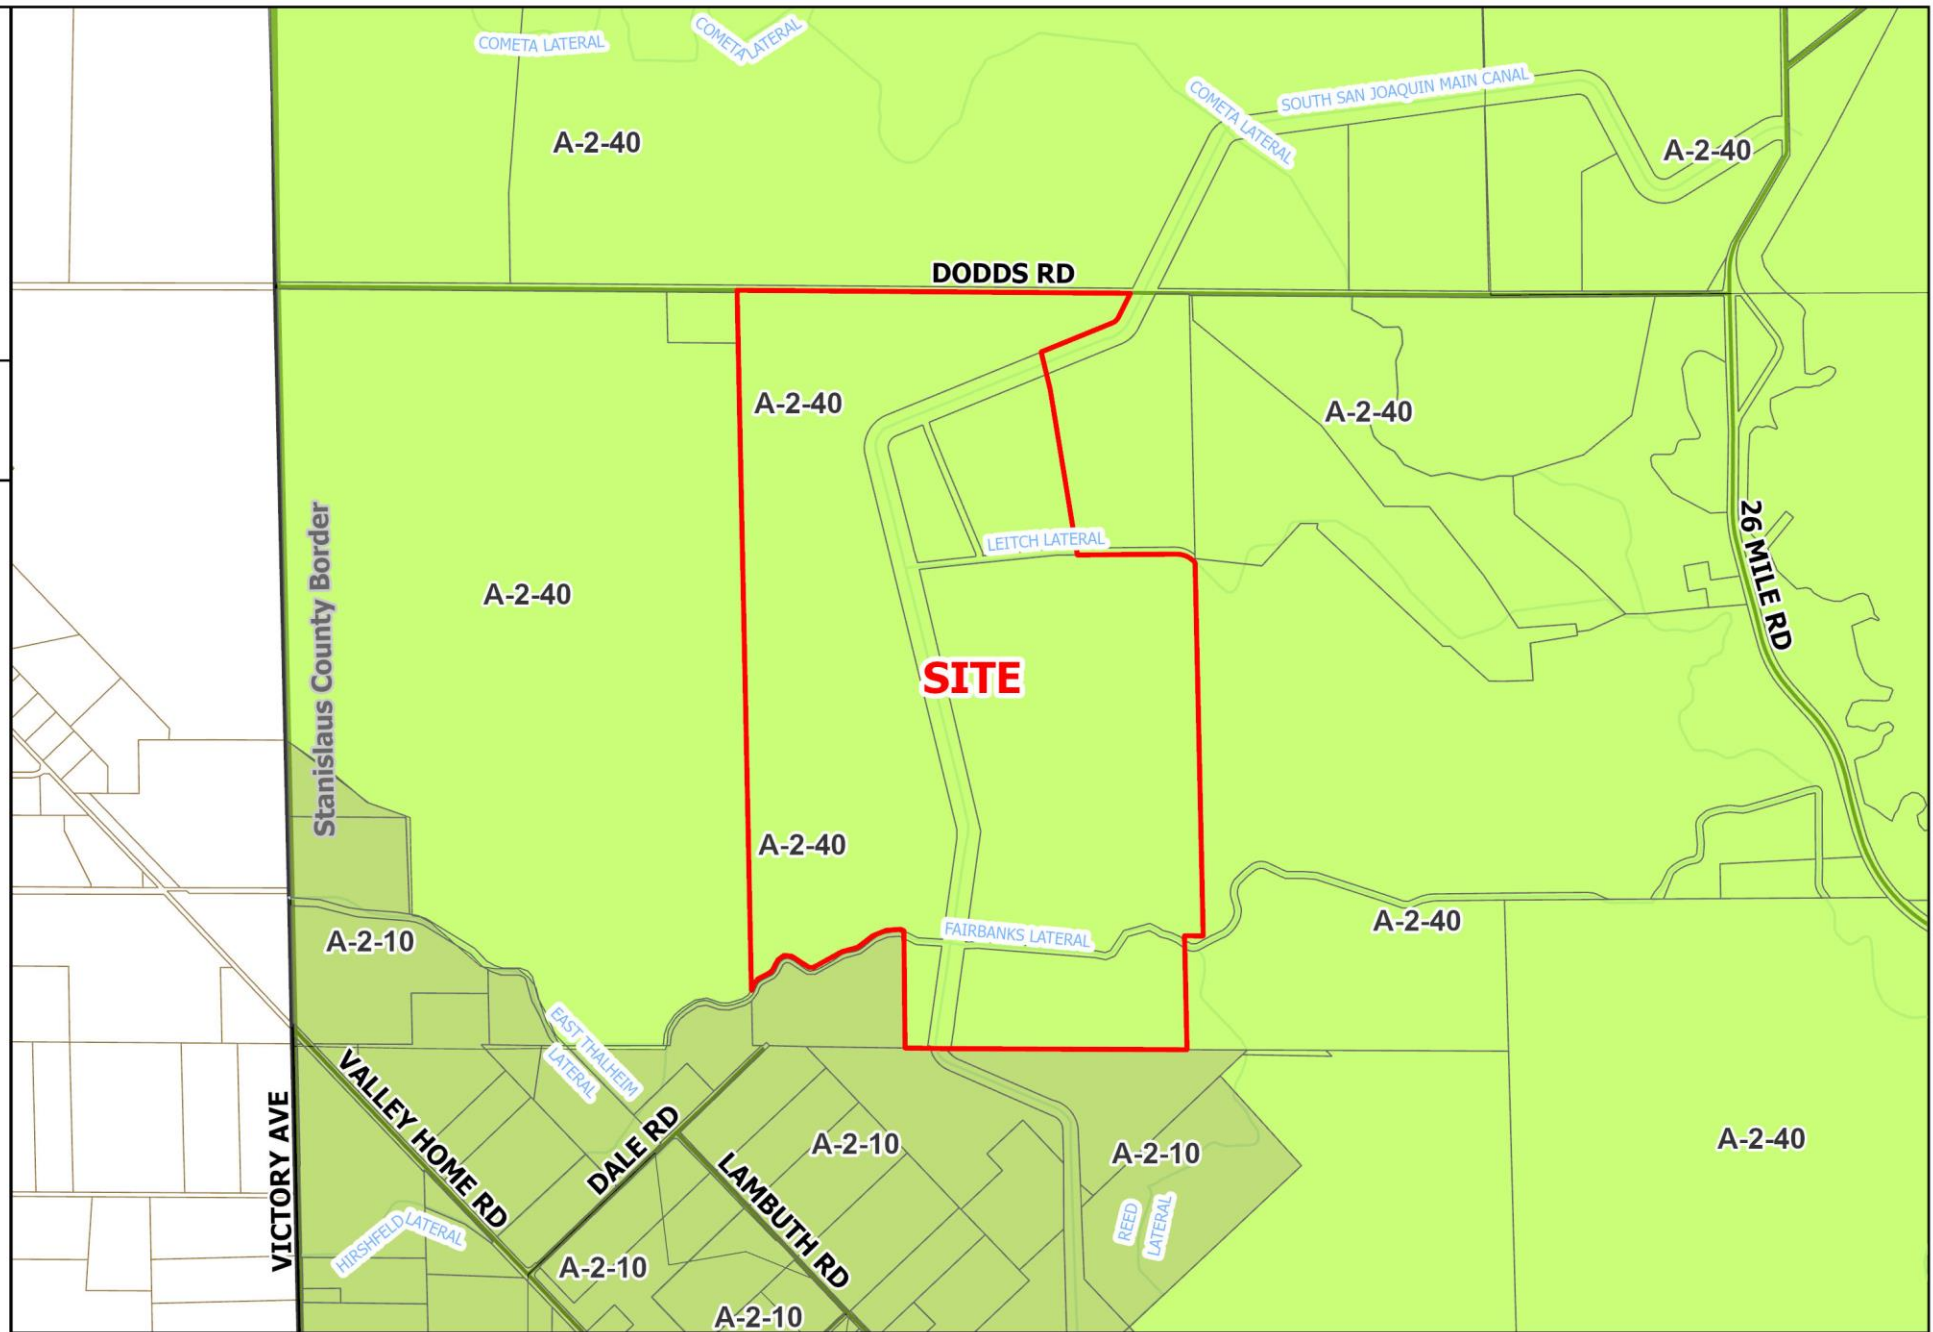 COMETA LATERAL
COMETA LATERAL
SOUTH SAN JOAQUIN MAIN CANAL
COMETA LATERAL
A-2-40
A-2-40
DODDS RD
A-2-40
A-2-40
26 MILE RD
LEITCH LATERAL
Stanislaus County Border
A-2-40
SITE
A-2-40
A-2-40
FAIRBANKS LATERAL
A-2-10
EAST THALHEIM
LATERAL
VALLEY HOME RD
VICTORY AVE
DALE RD
LAMBUTH RD
A-2-10
A-2-10
A-2-40
REED
LATERAL
HIRSHFELD LATERAL
A-2-10
A-2-10